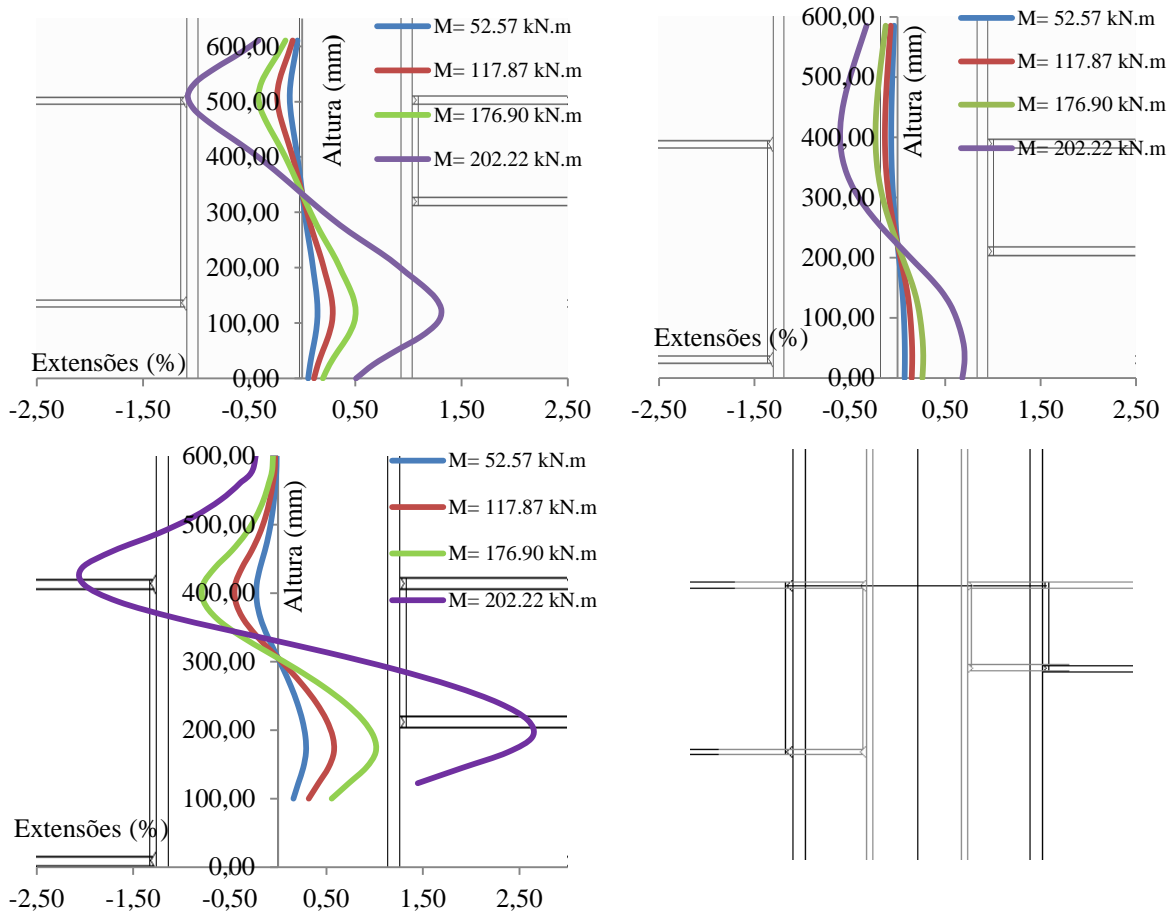 M= 52.57 kN.m
600,00
M= 117.87 kN.m
500,00
M= 176.90 kN.m
400,00
M= 202.22 kN.m
300,00
200,00
100,00
Extensões (%)
0,00
-2,50 -1,50 -0,50 0,50 1,50 2,50
Altura (mm)
600,00
M= 52.57 kN.m
500,00
M= 117.87 kN.m
M= 176.90 kN.m
400,00
M= 202.22 kN.m
300,00
200,00
100,00
Extensões (%)
0,00
-2,50 -1,50 -0,50 0,50 1,50 2,50
Altura (mm)
600,00
M= 52.57 kN.m
500,00
M= 117.87 kN.m
M= 176.90 kN.m
400,00
M= 202.22 kN.m
300,00
200,00
100,00
Extensões (%)
0,00
-2,50 -1,50 -0,50 0,50 1,50 2,50
Altura (mm)